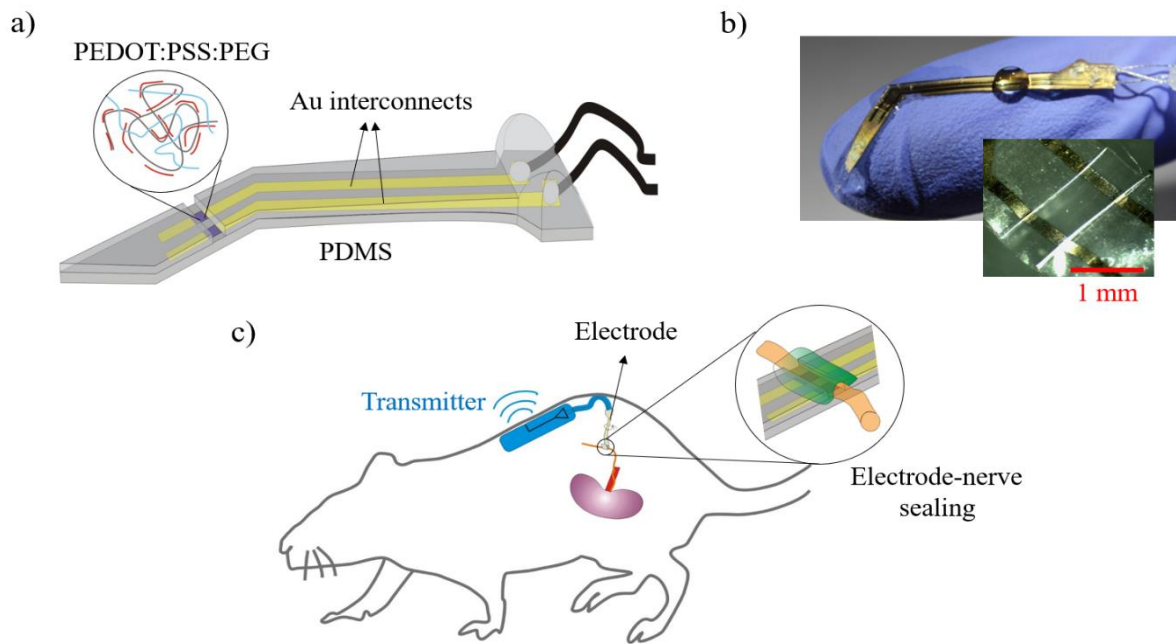 a)
PEDOT:PSS:PEG
Au interconnects
PDMS
b)
1 mm
c)
Electrode
Transmitter
Electrode-nerve
sealing